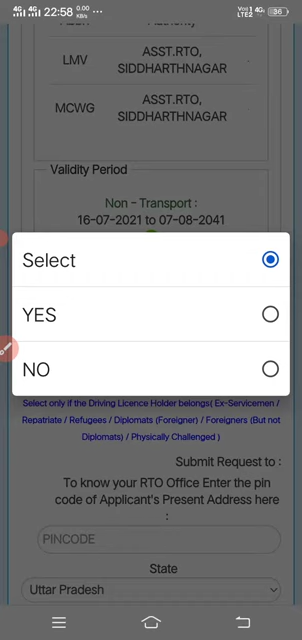 4G 4G 22:58 0.00 KB/s ...
Vo) 1 4G LTE2 36
LMV
ASST.RTO,
SIDDHARTHNAGAR
MCWG
ASST.RTO,
SIDDHARTHNAGAR
Validity Period
Non - Transport :
16-07-2021 to 07-08-2041
Select
YES
NO
Select only if the Driving Licence Holder belongs( Ex-Servicemen /
Repatriate / Refugees / Diplomats (Foreigner) / Foreigners (But not
Diplomats) / Physically Challenged )
Submit Request to :
To know your RTO Office Enter the pin
code of Applicant's Present Address here
:
PINCODE
State
Uttar Pradesh